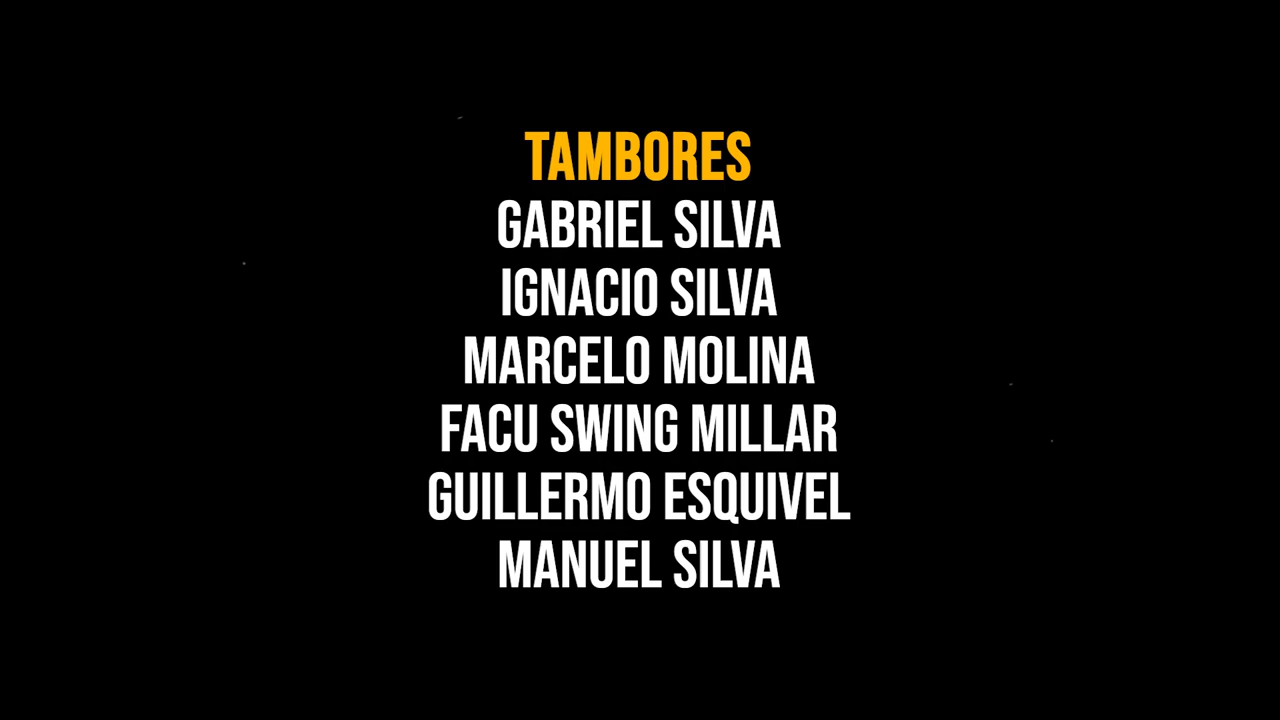 TAMBORES
GABRIEL SILVA
IGNACIO SILVA
MARCELO MOLINA
FACU SWING MILLAR
GUILLERMO ESQUIVEL
MANUEL SILVA